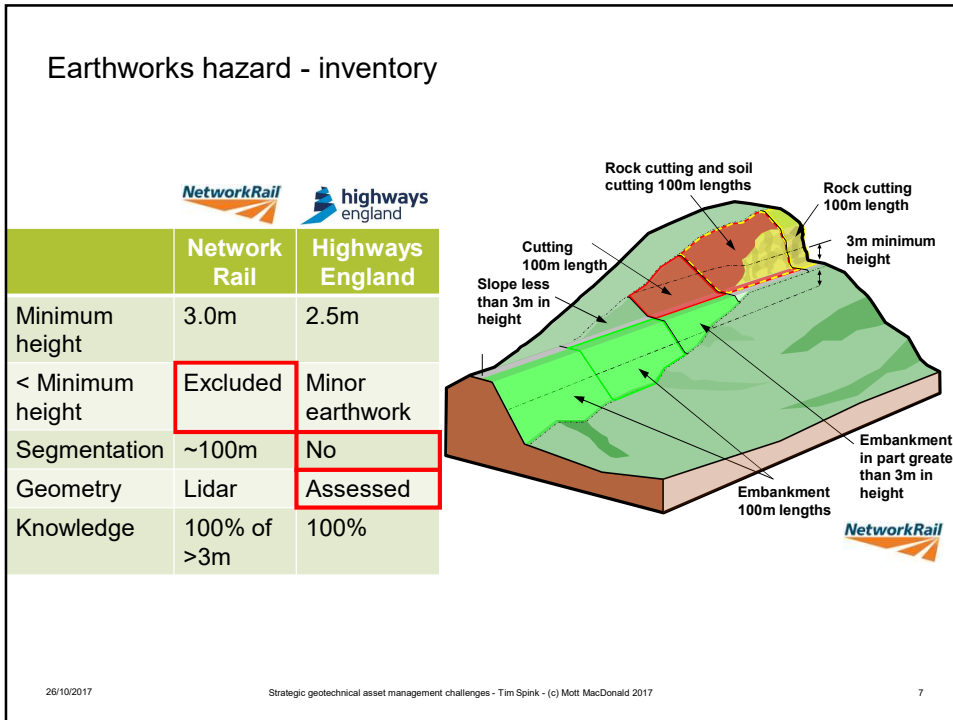 Earthworks hazard - inventory
NetworkRail
highways
england
Network
Rail
Highways
England
Minimum
height
3.0m
2.5m
< Minimum
height
Excluded
Minor
earthwork
Segmentation
~100m
No
Geometry
Lidar
Assessed
Knowledge
100% of
>3m
100%
Rock cutting and soil
cutting 100m lengths
Rock cutting
100m length
3m minimum
height
Cutting
100m length
Slope less
than 3m in
height
Embankment
in part greate
than 3m in
height
Embankment
100m lengths
NetworkRail
26/10/2017
Strategic geotechnical asset management challenges - Tim Spink - (c) Mott MacDonald 2017
7